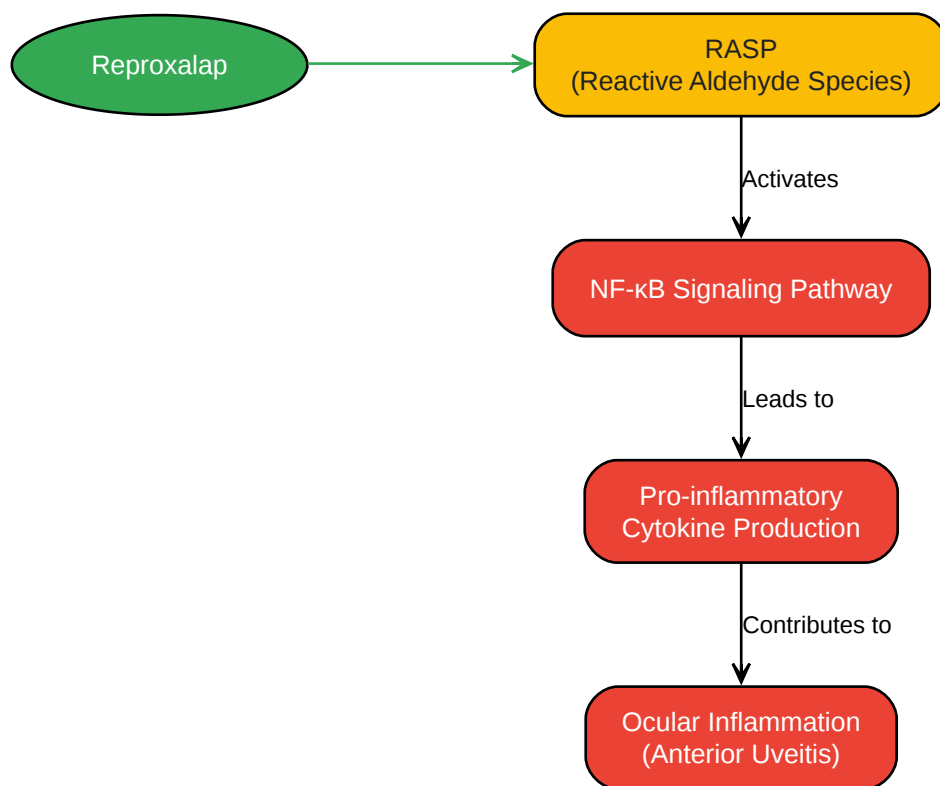 Reproxalap
RASP
(Reactive Aldehyde Species)
Activates
NF-κB Signaling Pathway
Leads to
Pro-inflammatory
Cytokine Production
Contributes to
Ocular Inflammation
(Anterior Uveitis)